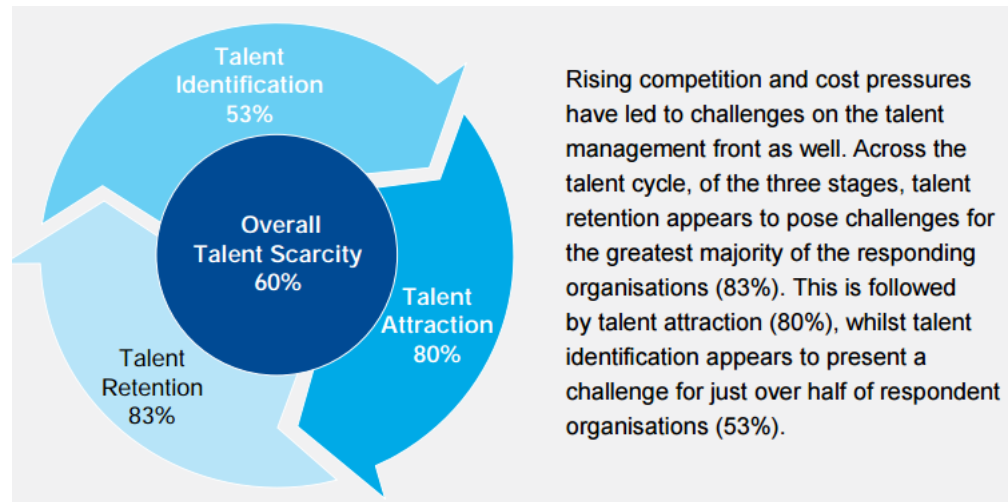 Talent
Identification
53%
Overall
Talent Scarcity
60%
Talent
Attraction
80%
Talent
Retention
83%
Rising competition and cost pressures
have led to challenges on the talent
management front as well. Across the
talent cycle, of the three stages, talent
retention appears to pose challenges for
the greatest majority of the responding
organisations (83%). This is followed
by talent attraction (80%), whilst talent
identification appears to present a
challenge for just over half of respondent
organisations (53%).